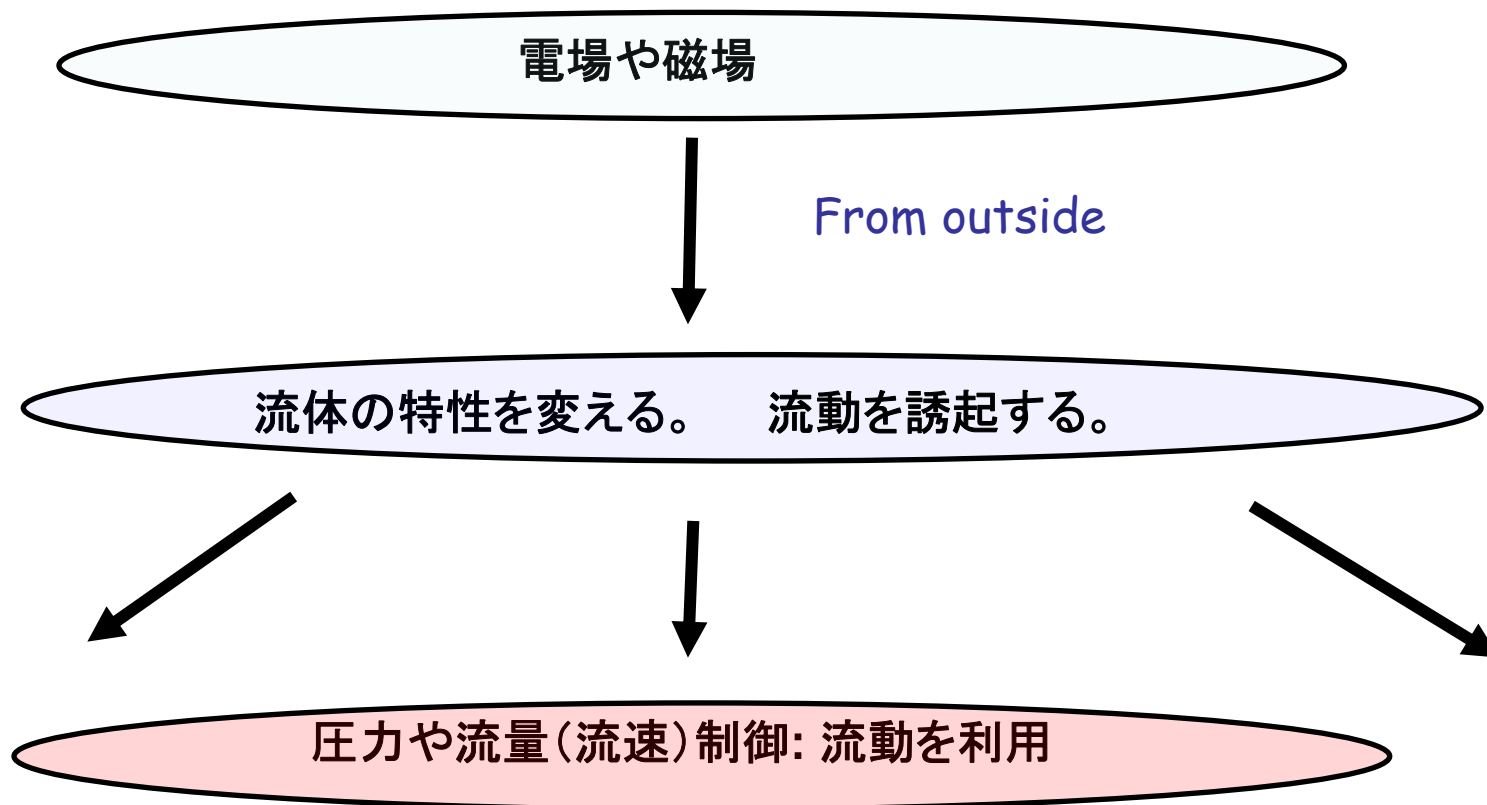 電場や磁場
From outside
流体の特性を変える。　流動を誘起する。
圧力や流量(流速)制御: 流動を利用